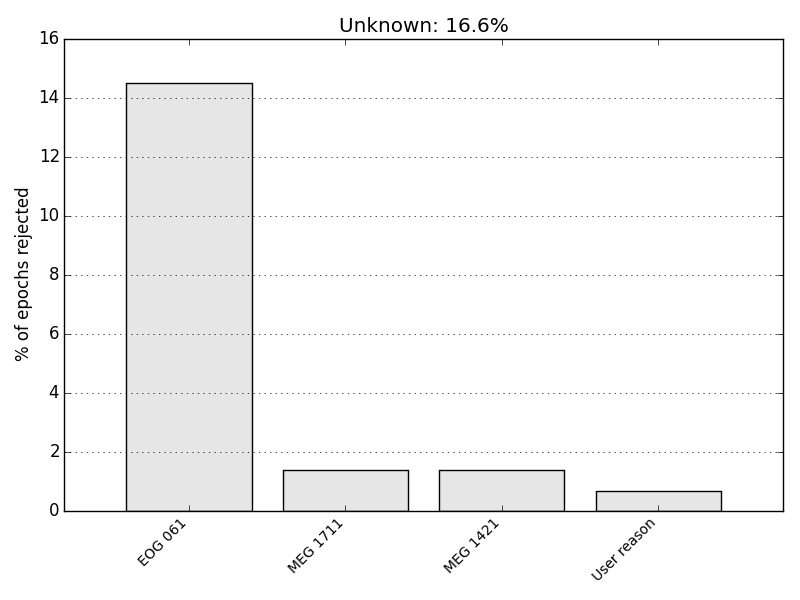 Unknown: 16.6%
% of epochs rejected
16
14
12
10
8
6
4
2
0
EOG 061
MEG 1711
MEG 1421
User reason